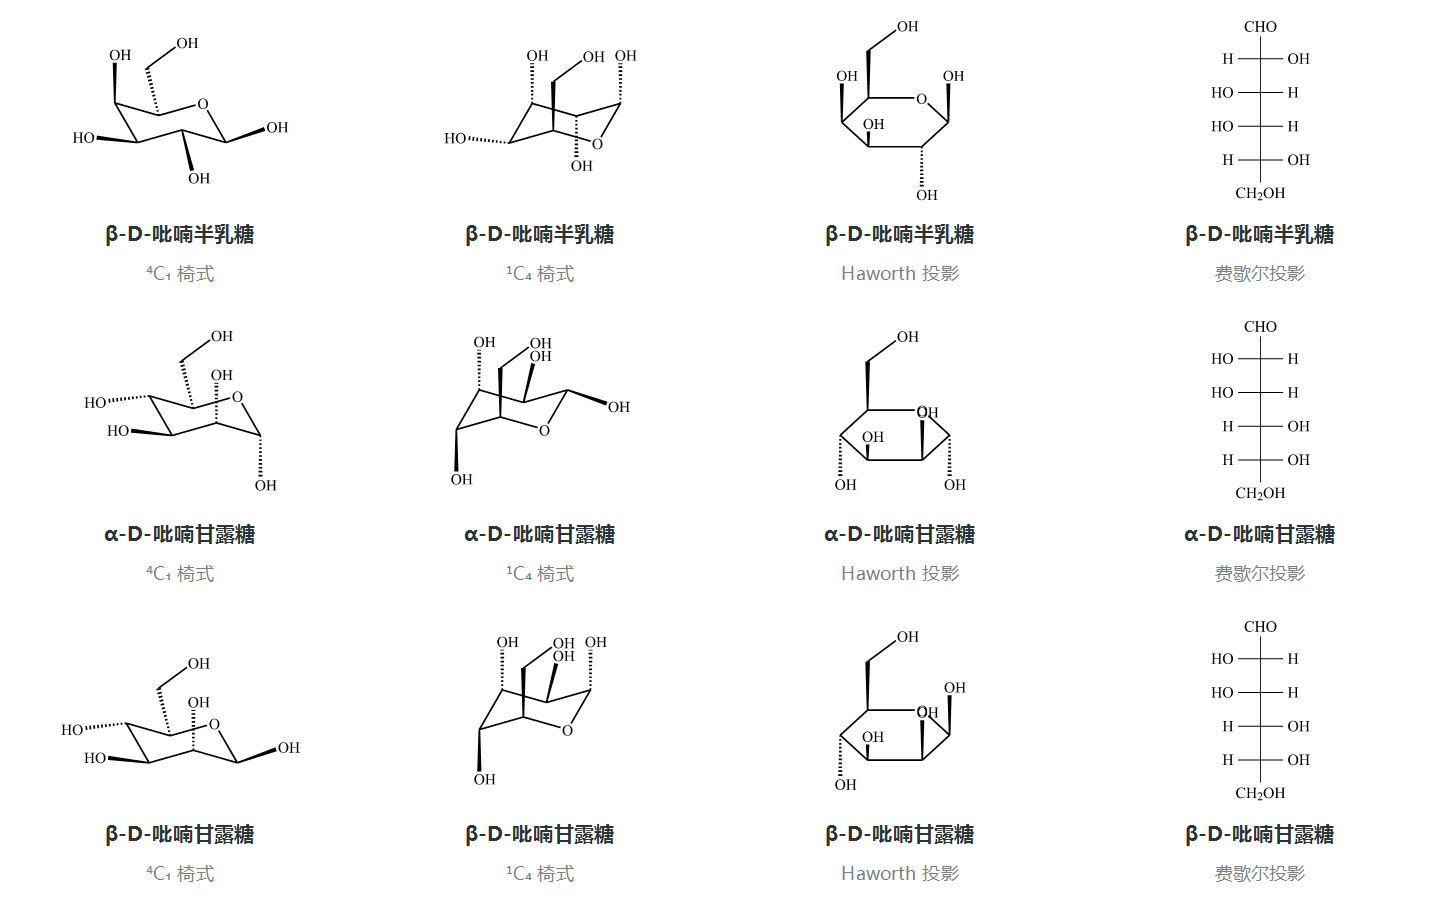 OH
OH
O
HO
OH
OH
OH
OH
OH
HO
O
OH
OH
OH
OH
O
OH
OH
CHO
H OH
HO H
HO H
H OH
CH₂OH
β-D-吡喃半乳糖
β-D-吡喃半乳糖
β-D-吡喃半乳糖
β-D-吡喃半乳糖
⁴C₁ 椅式
¹C₄ 椅式
Haworth 投影
费歇尔投影
OH
OH
HO
O
HO
OH
OH
OH
OH
OH
O
OH
OH
O
OH
OH
OH
OH
CHO
HO H
HO H
H OH
H OH
CH₂OH
α-D-吡喃甘露糖
α-D-吡喃甘露糖
α-D-吡喃甘露糖
α-D-吡喃甘露糖
⁴C₁ 椅式
¹C₄ 椅式
Haworth 投影
费歇尔投影
OH
OH
HO
O
HO
OH
OH
OH
OH
OH
O
OH
OH
OH
O
OH
OH
OH
CHO
HO H
HO H
H OH
H OH
CH₂OH
β-D-吡喃甘露糖
β-D-吡喃甘露糖
β-D-吡喃甘露糖
β-D-吡喃甘露糖
⁴C₁ 椅式
¹C₄ 椅式
Haworth 投影
费歇尔投影